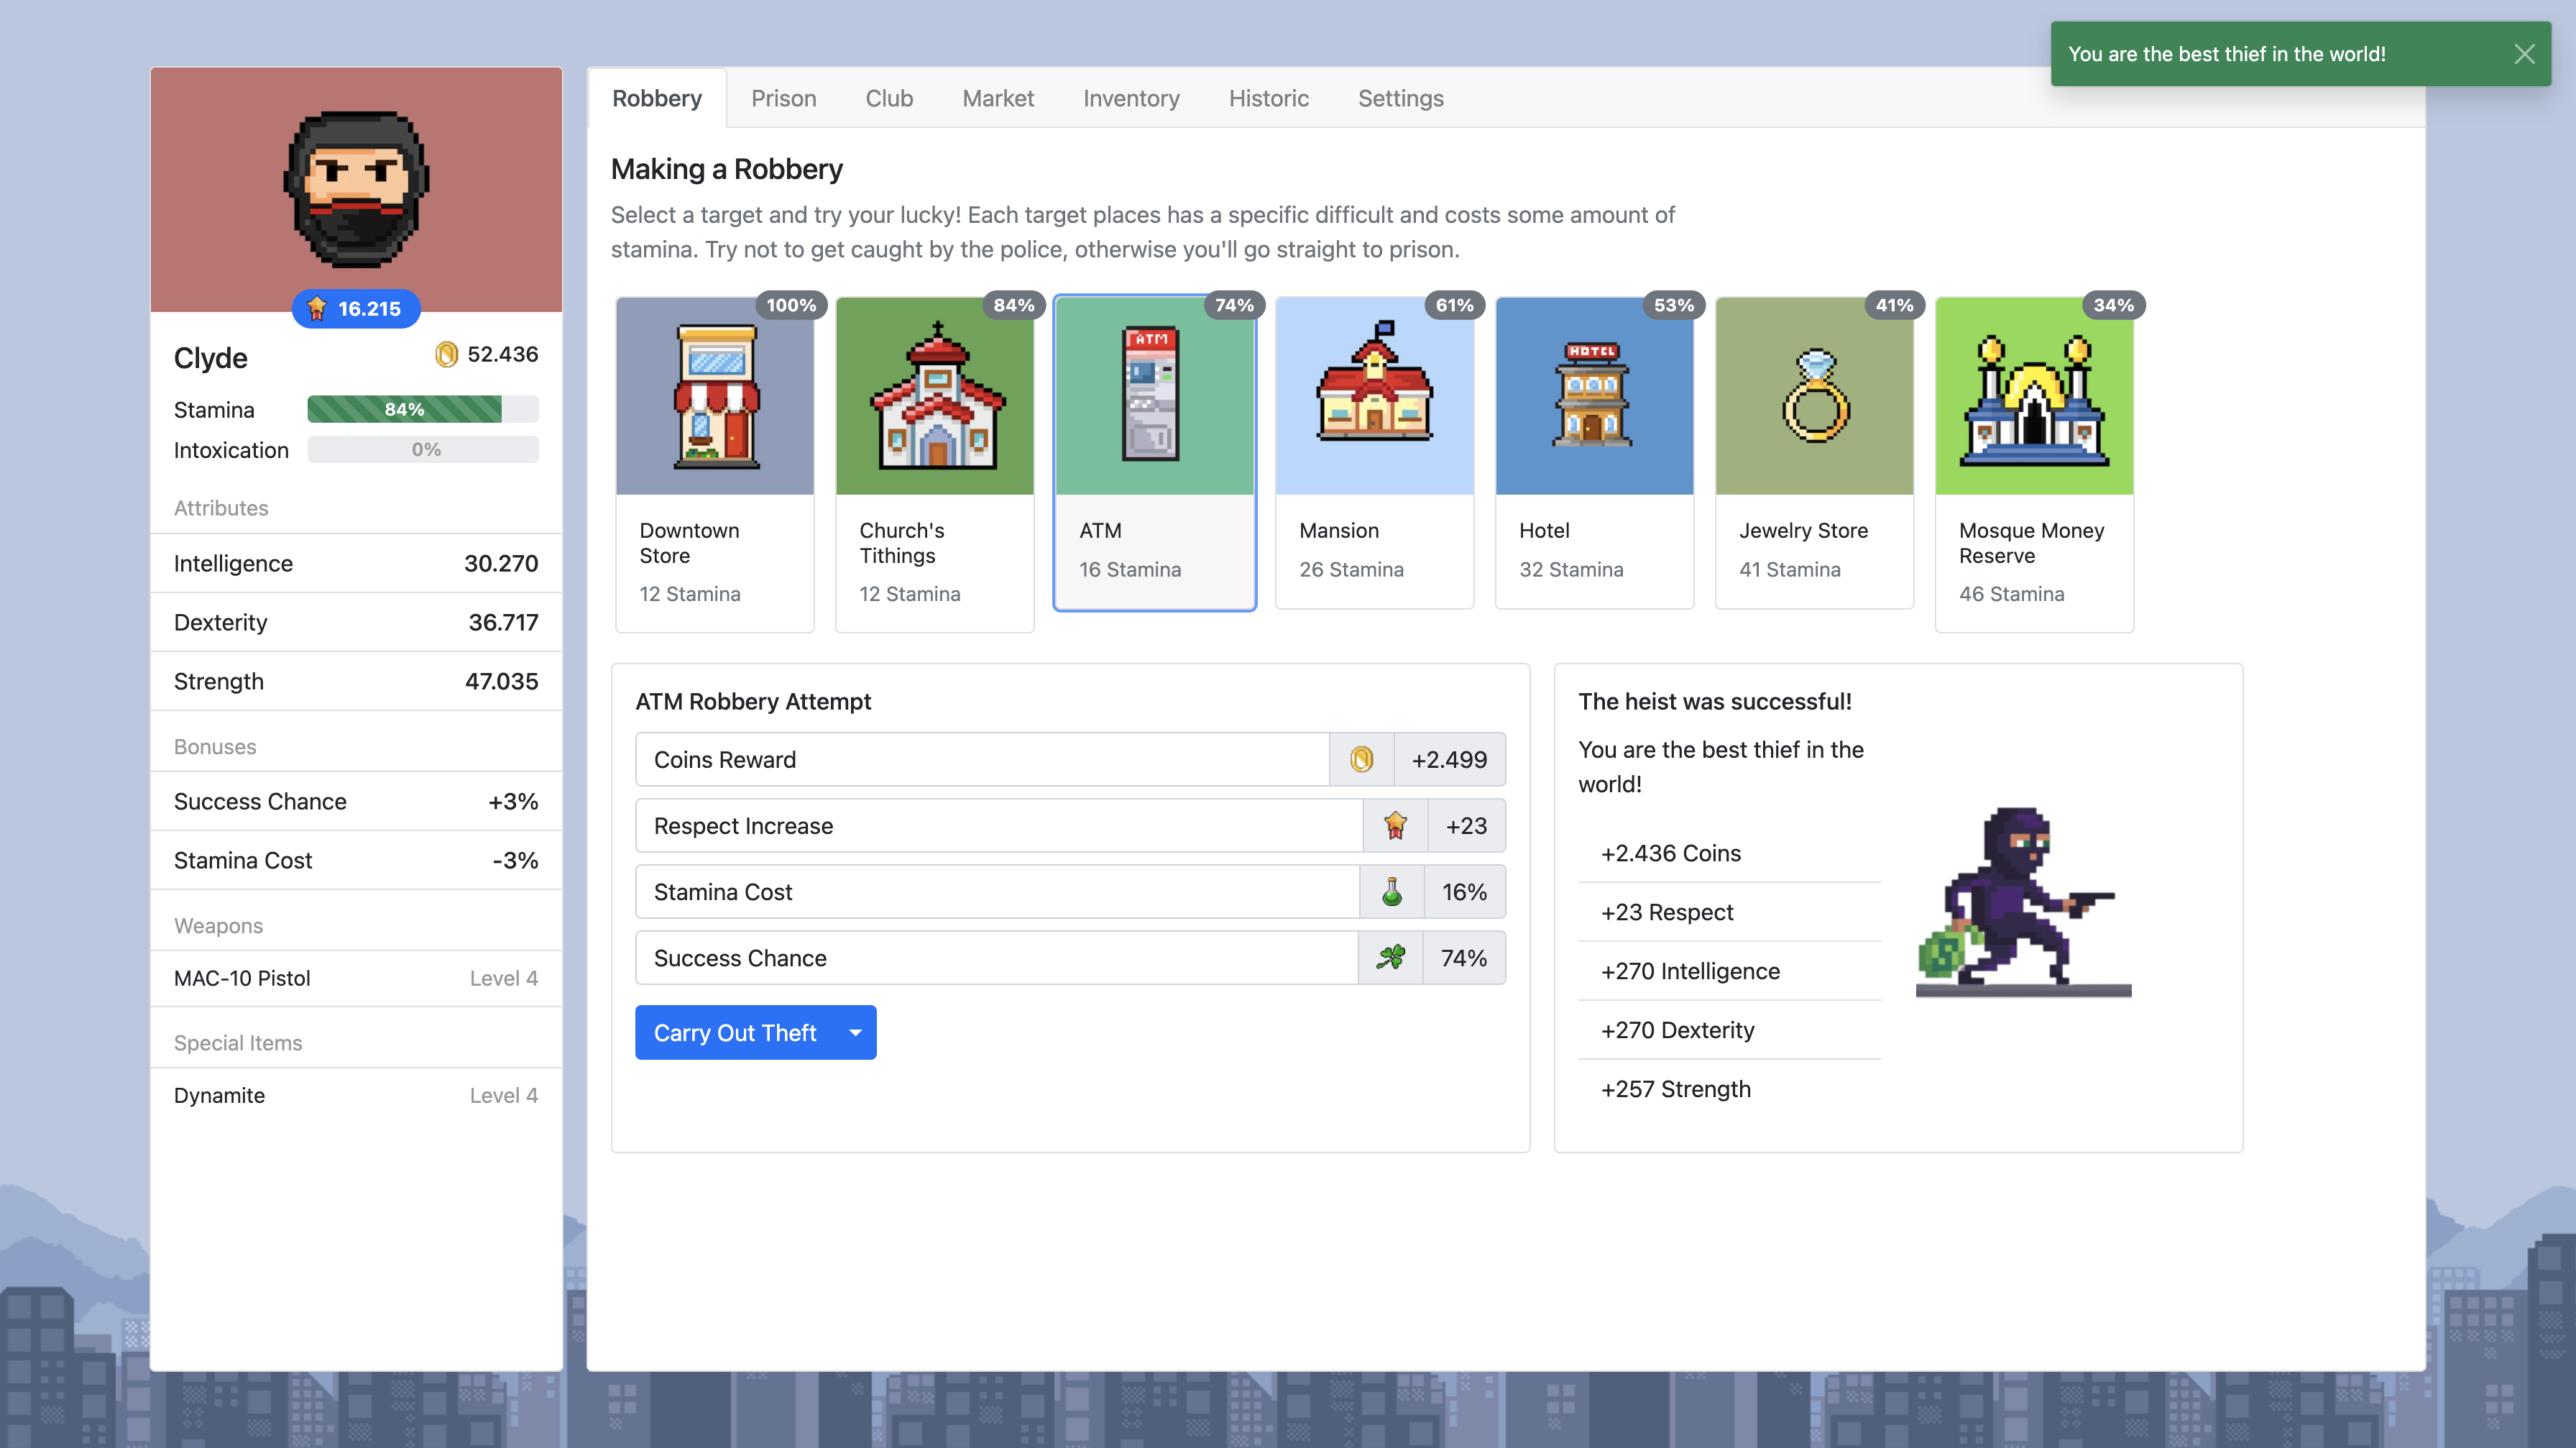 You are the best thief in the world!
Robbery Prison Club Market Inventory Historic Settings
16.215
Clyde 52.436
Stamina 84%
Intoxication 0%
Attributes
Intelligence 30.270
Dexterity 36.717
Strength 47.035
Bonuses
Success Chance +3%
Stamina Cost -3%
Weapons
MAC-10 Pistol Level 4
Special Items
Dynamite Level 4
Making a Robbery
Select a target and try your lucky! Each target places has a specific difficult and costs some amount of
stamina. Try not to get caught by the police, otherwise you'll go straight to prison.
100%
Downtown
Store
12 Stamina
84%
Church's
Tithings
12 Stamina
74%
ATM
ATM
16 Stamina
61%
Mansion
26 Stamina
53%
HOTEL
Hotel
32 Stamina
41%
Jewelry Store
41 Stamina
34%
Mosque Money
Reserve
46 Stamina
ATM Robbery Attempt
Coins Reward +2.499
Respect Increase +23
Stamina Cost 16%
Success Chance 74%
Carry Out Theft
The heist was successful!
You are the best thief in the
world!
+2.436 Coins
+23 Respect
+270 Intelligence
+270 Dexterity
+257 Strength